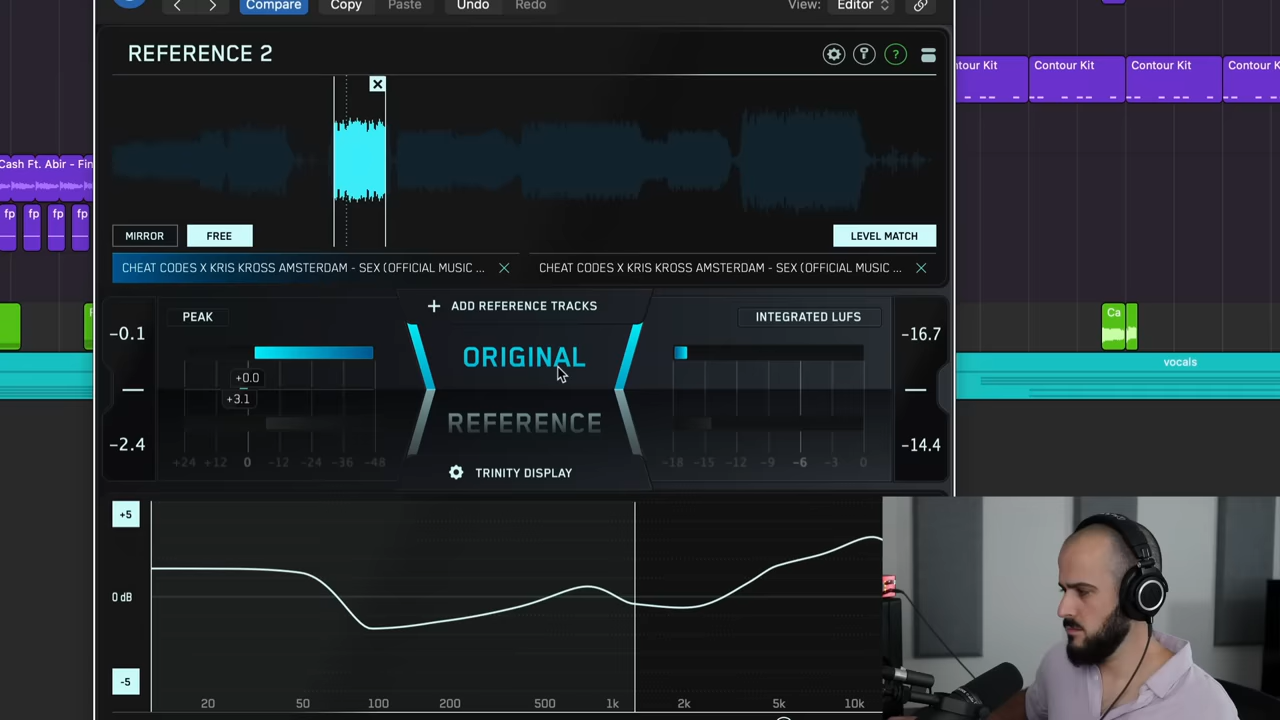 Compare Copy Paste Undo Redo View: Editor
REFERENCE 2 ?
ntour Kit Contour Kit Contour Kit Contour K
Cash Ft. Abir - Fin
fp fp fp fp
MIRROR FREE LEVEL MATCH
CHEAT CODES X KRIS KROSS AMSTERDAM - SEX (OFFICIAL MUSIC ... CHEAT CODES X KRIS KROSS AMSTERDAM - SEX (OFFICIAL MUSIC ...
+ ADD REFERENCE TRACKS
PEAK INTEGRATED LUFS
Ca
-0.1 -16.7
ORIGINAL
vocals
+0.0
+3.1
REFERENCE
-2.4 -14.4
+24 +12 0 -12 -24 -36 -48 -18 -15 -12 -9 -6 -3 0
TRINITY DISPLAY
+5
0 dB
-5
20 50 100 200 500 1k 2k 5k 10k